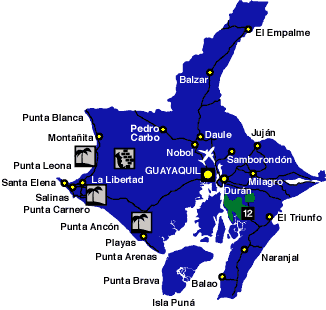 El Empalme
Balzar
Punta Blanca
Pedro
Carbo
Daule
Juján
Montañita
Nobol
Samborondón
Punta Leona
GUAYAQUIL
Milagro
Santa Elena
La Libertad
Durán
Salinas
Punta Carnero
12
El Triunfo
Punta Ancón
Playas
Punta Arenas
Naranjal
Punta Brava
Balao
Isla Puná